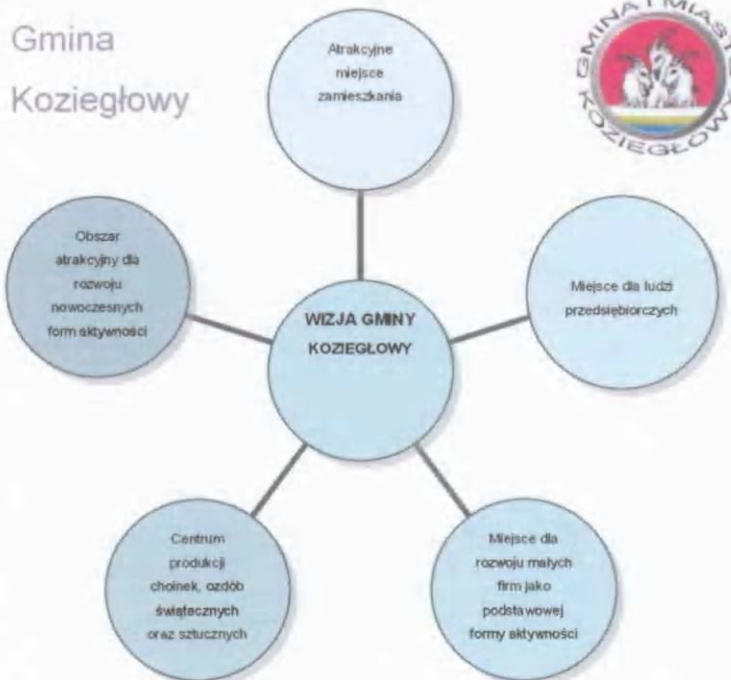 Gmina
Koziegłowy
GMINA I MIASTO
KOZIEGŁOWY
Atrakcyjne
miejsce
zamieszkania
Obszar
atrakcyjny dla
rozwoju
nowoczesnych
form aktywności
Miejsce dla ludzi
przedsiębiorczych
WIZJA GMINY
KOZIEGŁOWY
Centrum
produkcji
choinek, ozdób
świątecznych
oraz sztucznych
Miejsce dla
rozwoju małych
firm jako
podstawowej
formy aktywności